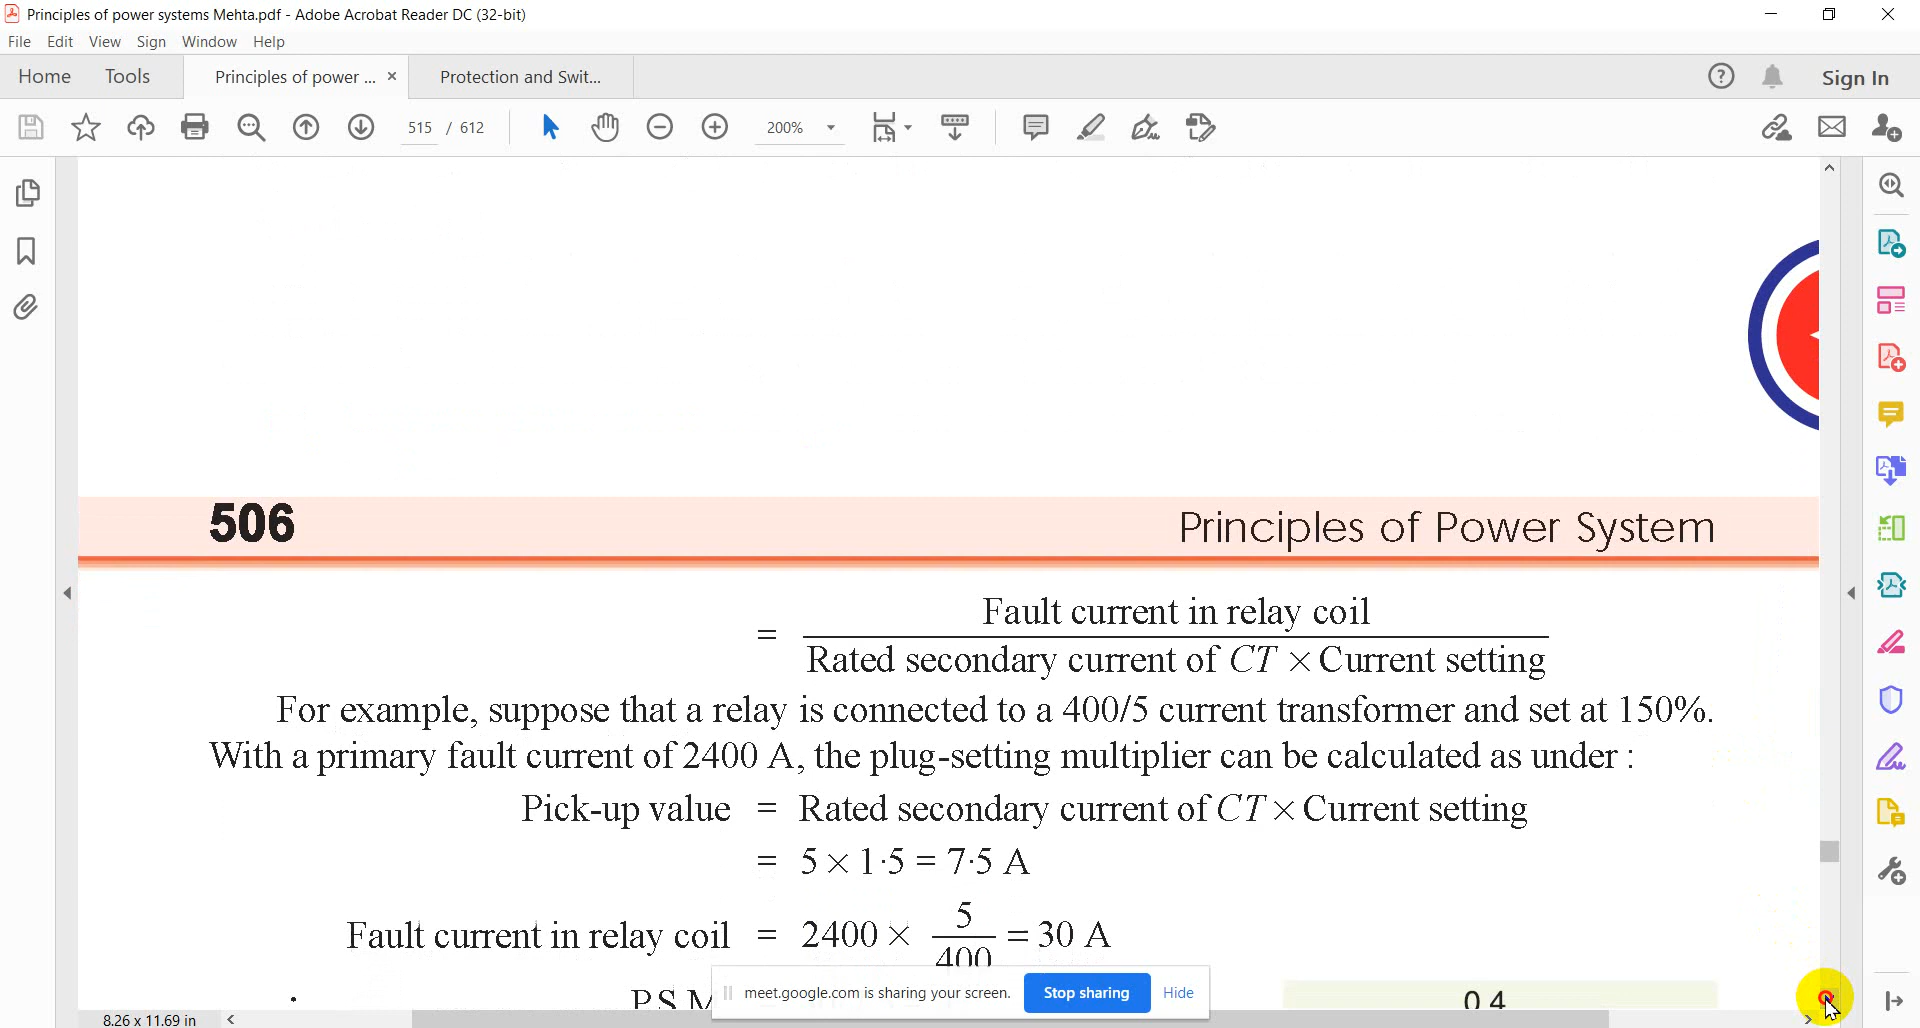 Principles of power systems Mehta.pdf - Adobe Acrobat Reader DC (32-bit)
File Edit View Sign Window Help
Home Tools Principles of power ... × Protection and Swit... Sign In
515 / 612 200%
506 Principles of Power System
= Fault current in relay coil
Rated secondary current of CT × Current setting
For example, suppose that a relay is connected to a 400/5 current transformer and set at 150%.
With a primary fault current of 2400 A, the plug-setting multiplier can be calculated as under :
Pick-up value = Rated secondary current of CT × Current setting
= 5 × 1·5 = 7·5 A
Fault current in relay coil = 2400 × 5/400 = 30 A
meet.google.com is sharing your screen. Stop sharing Hide
P.S.M
0 4
8.26 x 11.69 in